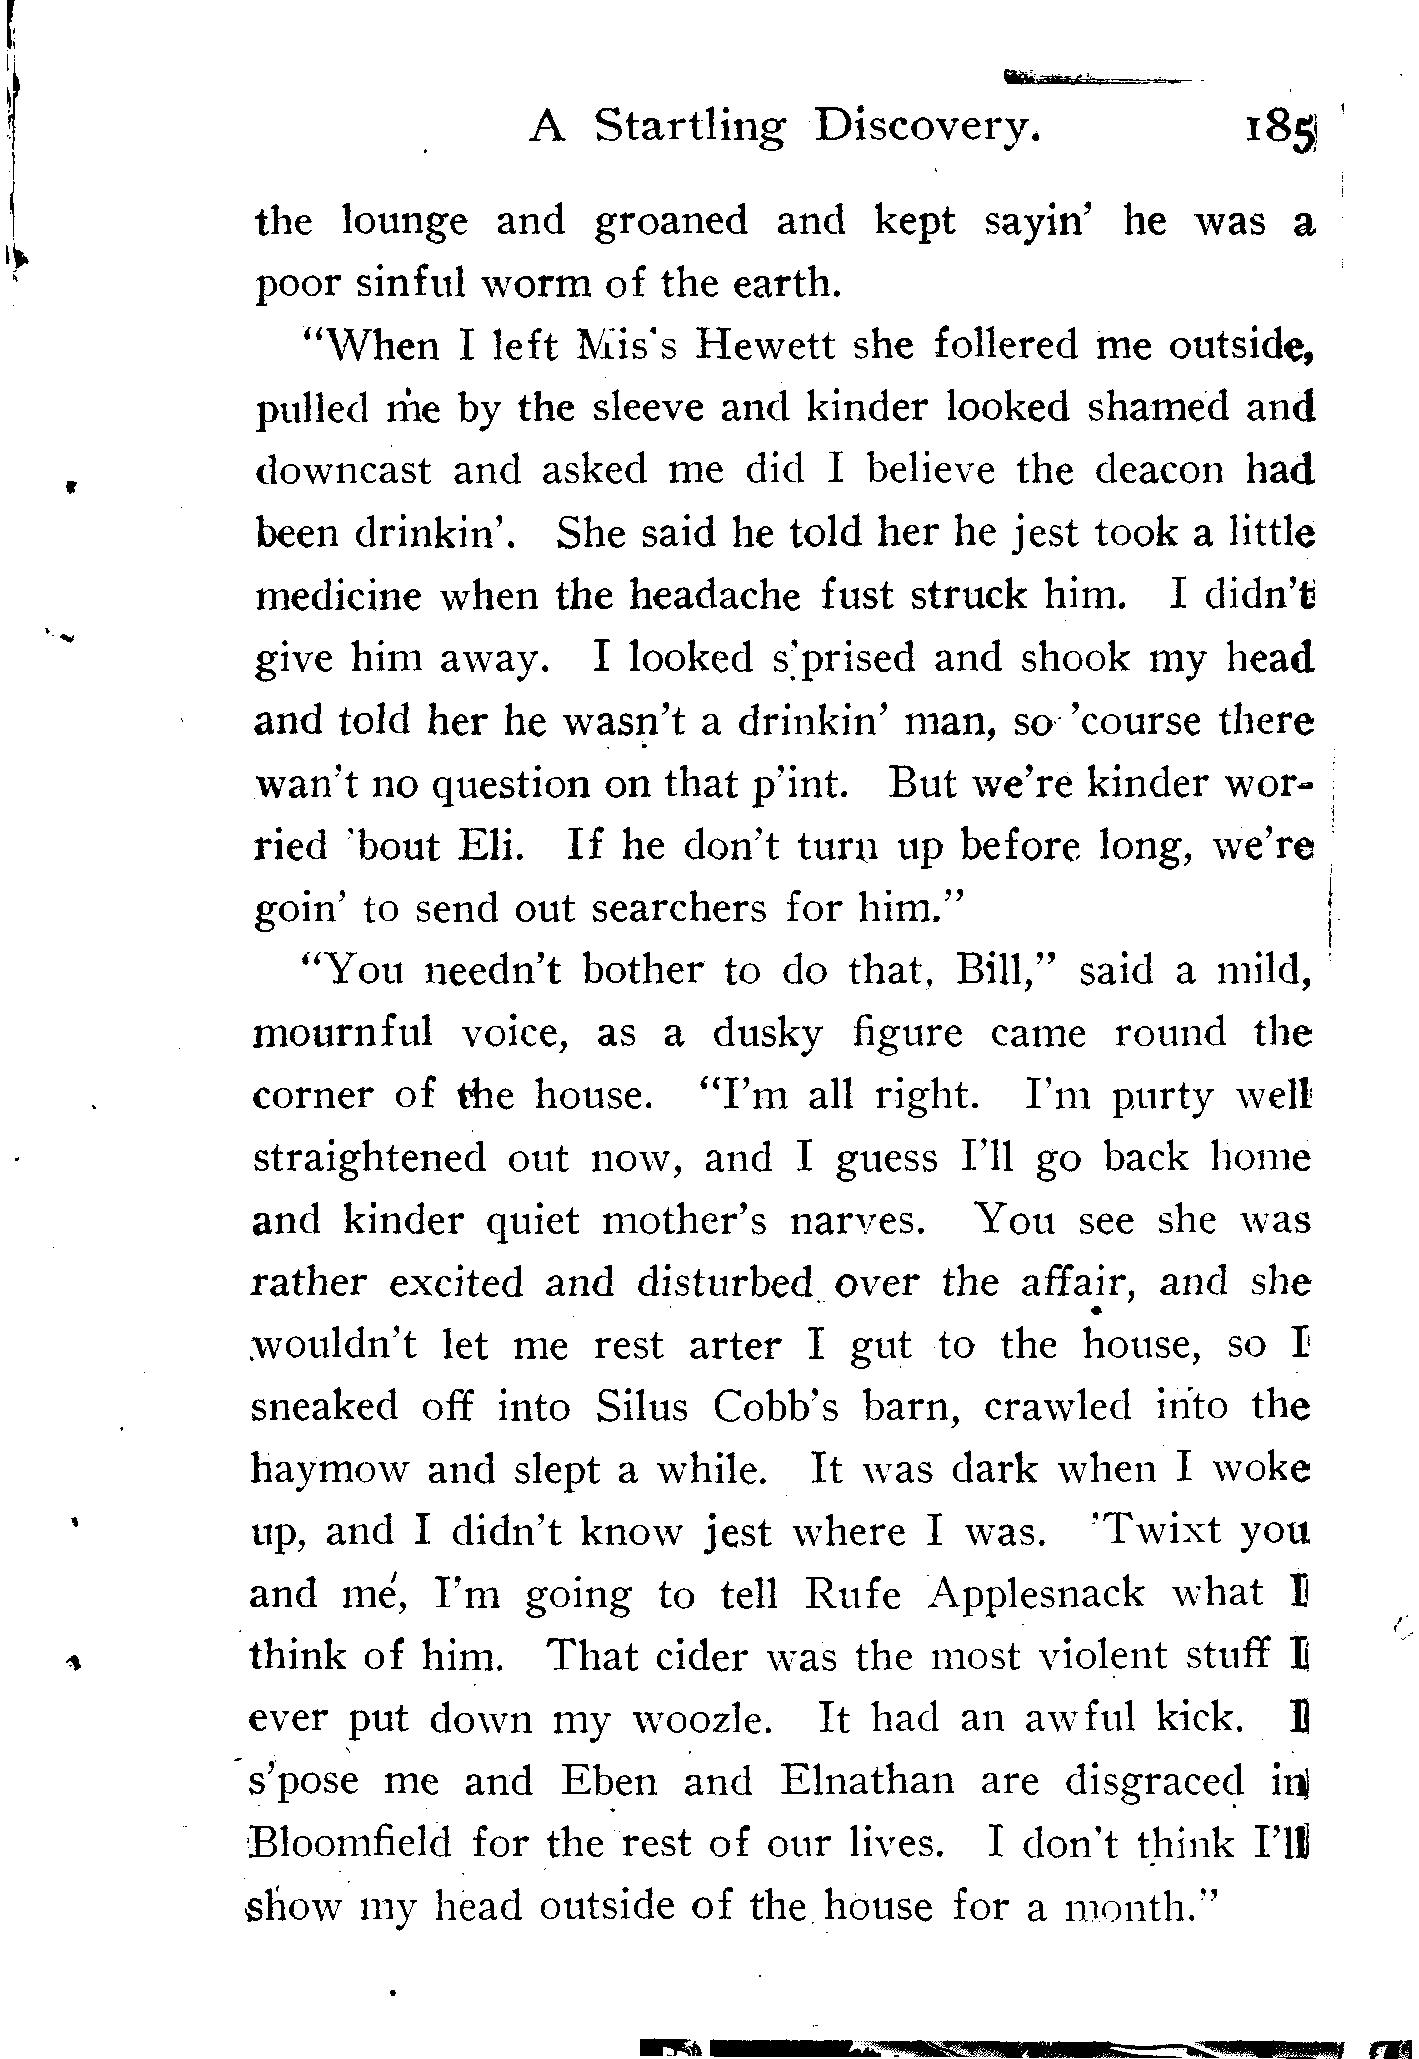 A Startling Discovery. 185
the lounge and groaned and kept sayin’ he was a
poor sinful worm of the earth.
“When I left Mis’s Hewett she follered me outside,
pulled me by the sleeve and kinder looked shamed and
downcast and asked me did I believe the deacon had
been drinkin’. She said he told her he jest took a little
medicine when the headache fust struck him. I didn’t
give him away. I looked s’prised and shook my head
and told her he wasn’t a drinkin’ man, so ’course there
wan’t no question on that p’int. But we’re kinder wor-
ried ’bout Eli. If he don’t turn up before long, we’re
goin’ to send out searchers for him.”
“You needn’t bother to do that, Bill,” said a mild,
mournful voice, as a dusky figure came round the
corner of the house. “I’m all right. I’m purty well
straightened out now, and I guess I’ll go back home
and kinder quiet mother’s narves. You see she was
rather excited and disturbed over the affair, and she
wouldn’t let me rest arter I gut to the house, so I
sneaked off into Silus Cobb’s barn, crawled into the
haymow and slept a while. It was dark when I woke
up, and I didn’t know jest where I was. ’Twixt you
and me, I’m going to tell Rufe Applesnack what I
think of him. That cider was the most violent stuff I
ever put down my woozle. It had an awful kick. I
s’pose me and Eben and Elnathan are disgraced in
Bloomfield for the rest of our lives. I don’t think I’ll
show my head outside of the house for a month.”